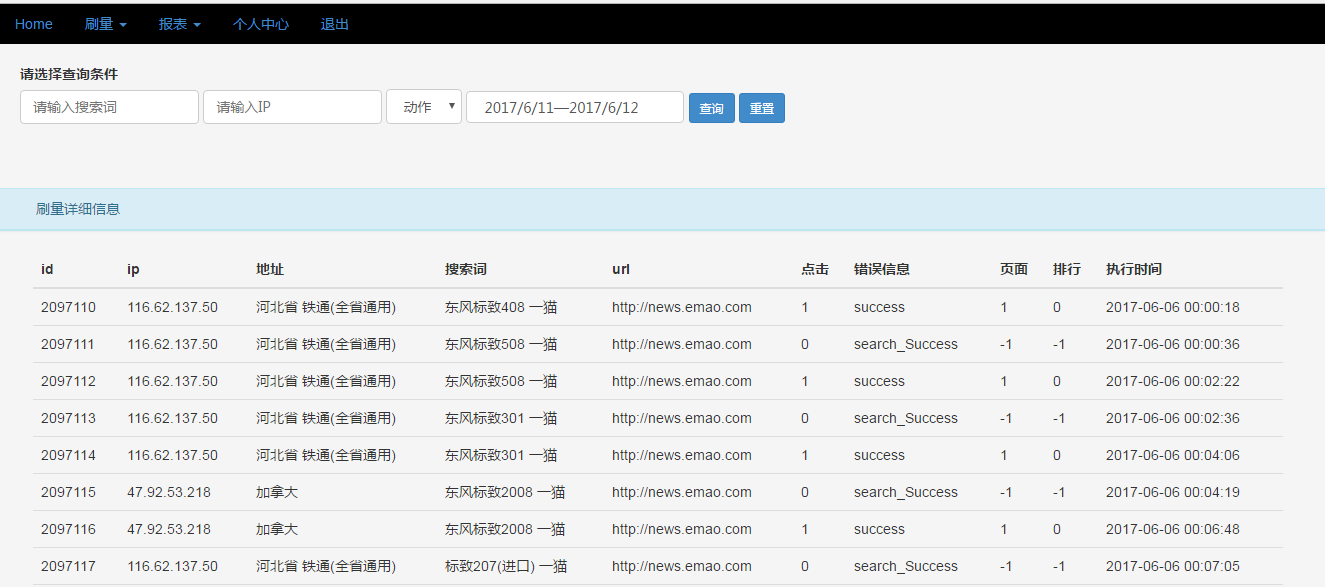 Home 刷量 报表 个人中心 退出
请选择查询条件
请输入搜索词 请输入IP 动作 2017/6/11—2017/6/12 查询 重置
刷量详细信息
id ip 地址 搜索词 url 点击 错误信息 页面 排行 执行时间
2097110 116.62.137.50 河北省 铁通(全省通用) 东风标致408 一猫 http://news.emao.com 1 success 1 0 2017-06-06 00:00:18
2097111 116.62.137.50 河北省 铁通(全省通用) 东风标致508 一猫 http://news.emao.com 0 search_Success -1 -1 2017-06-06 00:00:36
2097112 116.62.137.50 河北省 铁通(全省通用) 东风标致508 一猫 http://news.emao.com 1 success 1 0 2017-06-06 00:02:22
2097113 116.62.137.50 河北省 铁通(全省通用) 东风标致301 一猫 http://news.emao.com 0 search_Success -1 -1 2017-06-06 00:02:36
2097114 116.62.137.50 河北省 铁通(全省通用) 东风标致301 一猫 http://news.emao.com 1 success 1 0 2017-06-06 00:04:06
2097115 47.92.53.218 加拿大 东风标致2008 一猫 http://news.emao.com 0 search_Success -1 -1 2017-06-06 00:04:19
2097116 47.92.53.218 加拿大 东风标致2008 一猫 http://news.emao.com 1 success 1 0 2017-06-06 00:06:48
2097117 116.62.137.50 河北省 铁通(全省通用) 标致207(进口) 一猫 http://news.emao.com 0 search_Success -1 -1 2017-06-06 00:07:05